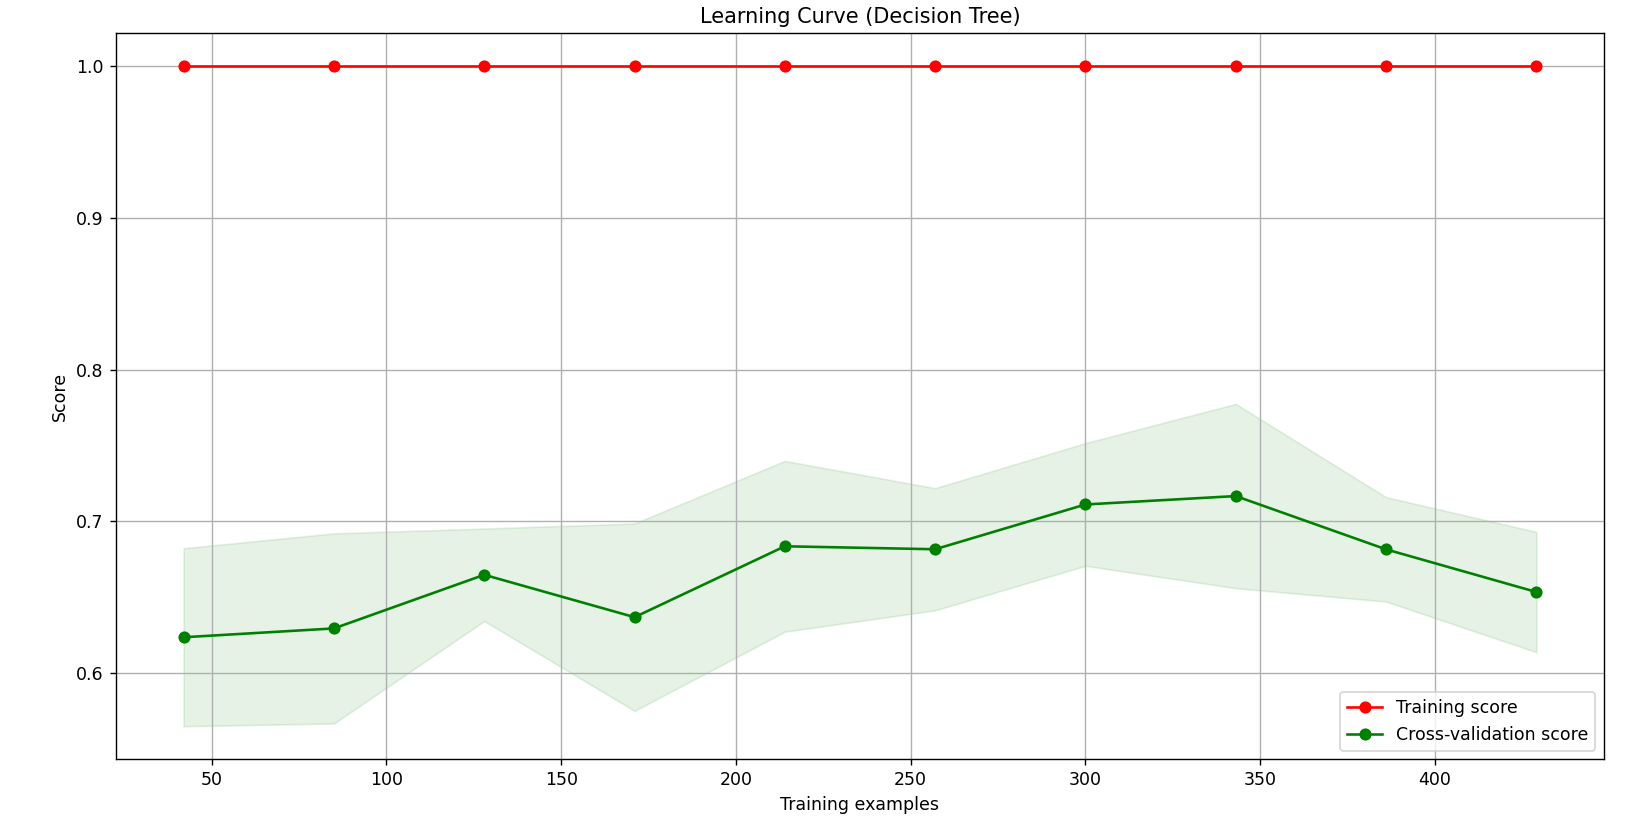 Learning Curve (Decision Tree)
1.0
0.9
0.8
0.7
0.6
Score
50 100 150 200 250 300 350 400
Training examples
Training score
Cross-validation score